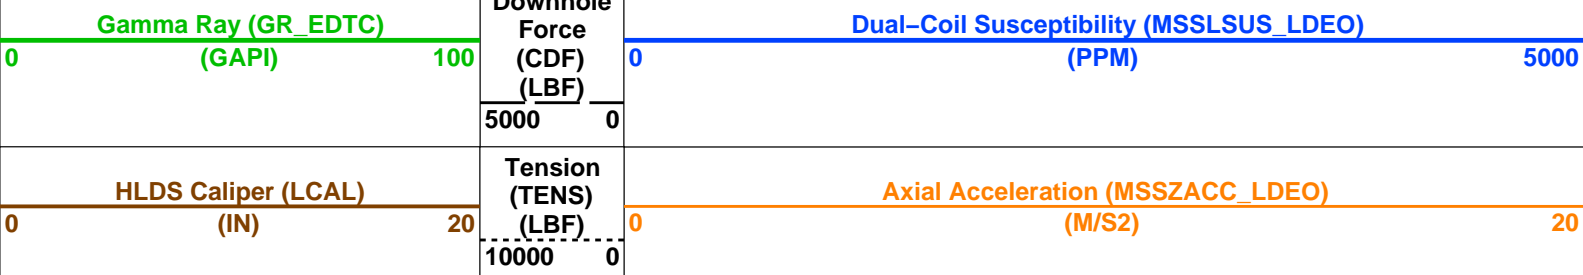 Gamma Ray (GR_EDTC)
0 (GAPI) 100
Downhole
Force
(CDF)
(LBF)
5000 0
Dual−Coil Susceptibility (MSSLSUS_LDEO)
0 (PPM) 5000
HLDS Caliper (LCAL)
0 (IN) 20
Tension
(TENS)
(LBF)
10000 0
Axial Acceleration (MSSZACC_LDEO)
0 (M/S2) 20